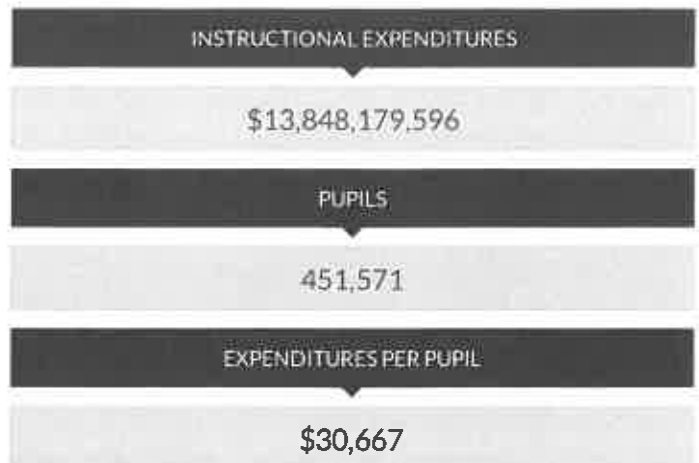 INSTRUCTIONAL EXPENDITURES
$13,848,179,596
PUPILS
451,571
EXPENDITURES PER PUPIL
$30,667